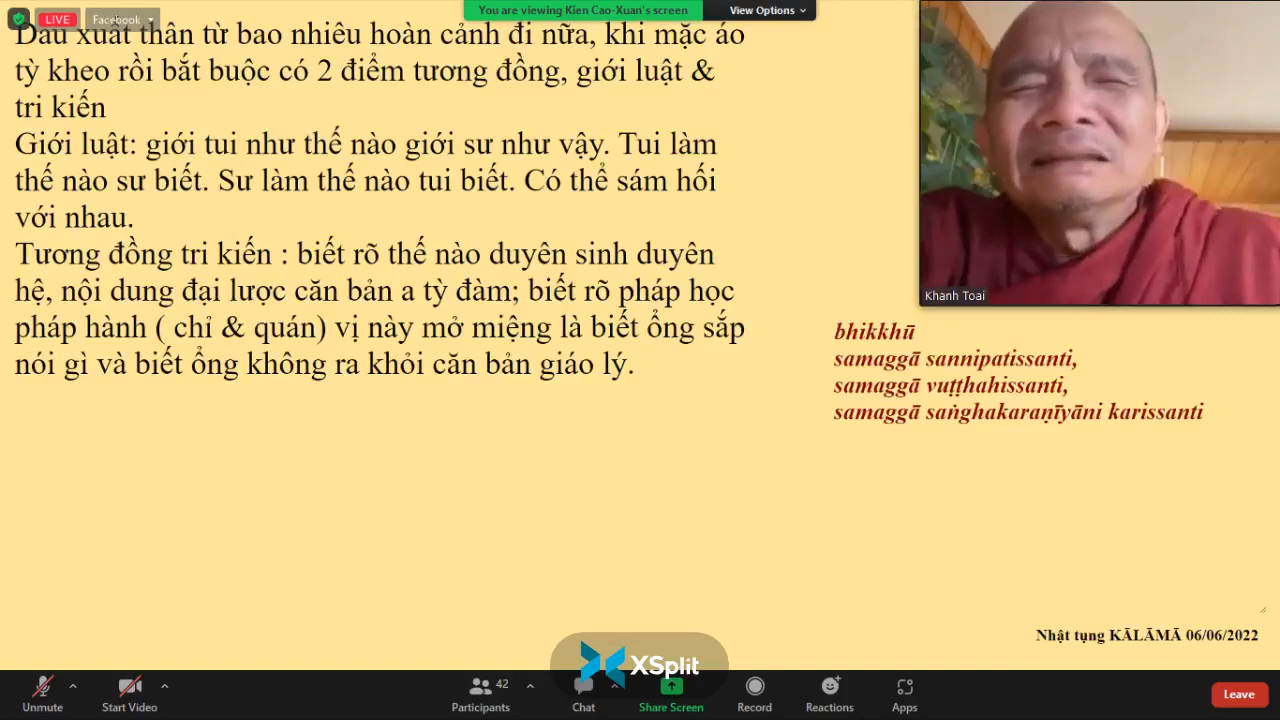 You are viewing Kien Cao-Xuan's screen
View Options
LIVE
Facebook
Dầu xuất thân từ bao nhiêu hoàn cảnh đi nữa, khi mặc áo
tỳ kheo rồi bắt buộc có 2 điểm tương đồng, giới luật &
tri kiến
Giới luật: giới tui như thế nào giới sư như vậy. Tui làm
thế nào sư biết. Sư làm thế nào tui biết. Có thể sám hối
với nhau.
Tương đồng tri kiến : biết rõ thế nào duyên sinh duyên
hệ, nội dung đại lược căn bản a tỳ đàm; biết rõ pháp học
pháp hành ( chỉ & quán) vị này mở miệng là biết ổng sắp
nói gì và biết ổng không ra khỏi căn bản giáo lý.
Khanh Toai
bhikkhū
samaggā sannipatissanti,
samaggā vuṭṭhahissanti,
samaggā saṅghakaraṇīyāni karissanti
Nhật tụng KĀLĀMĀ 06/06/2022
XSplit
Unmute
Start Video
42
Participants
Chat
Share Screen
Record
Reactions
Apps
Leave